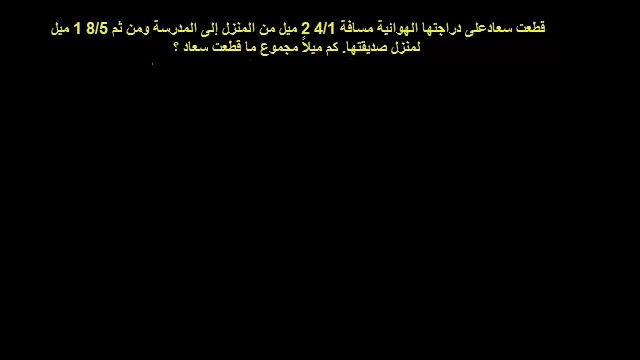 قطعت سعادعلى دراجتها الهوائية مسافة 4/1 2 ميل من المنزل إلى المدرسة ومن ثم 8/5 1 ميل
لمنزل صديقتها. كم ميلاً مجموع ما قطعت سعاد ؟